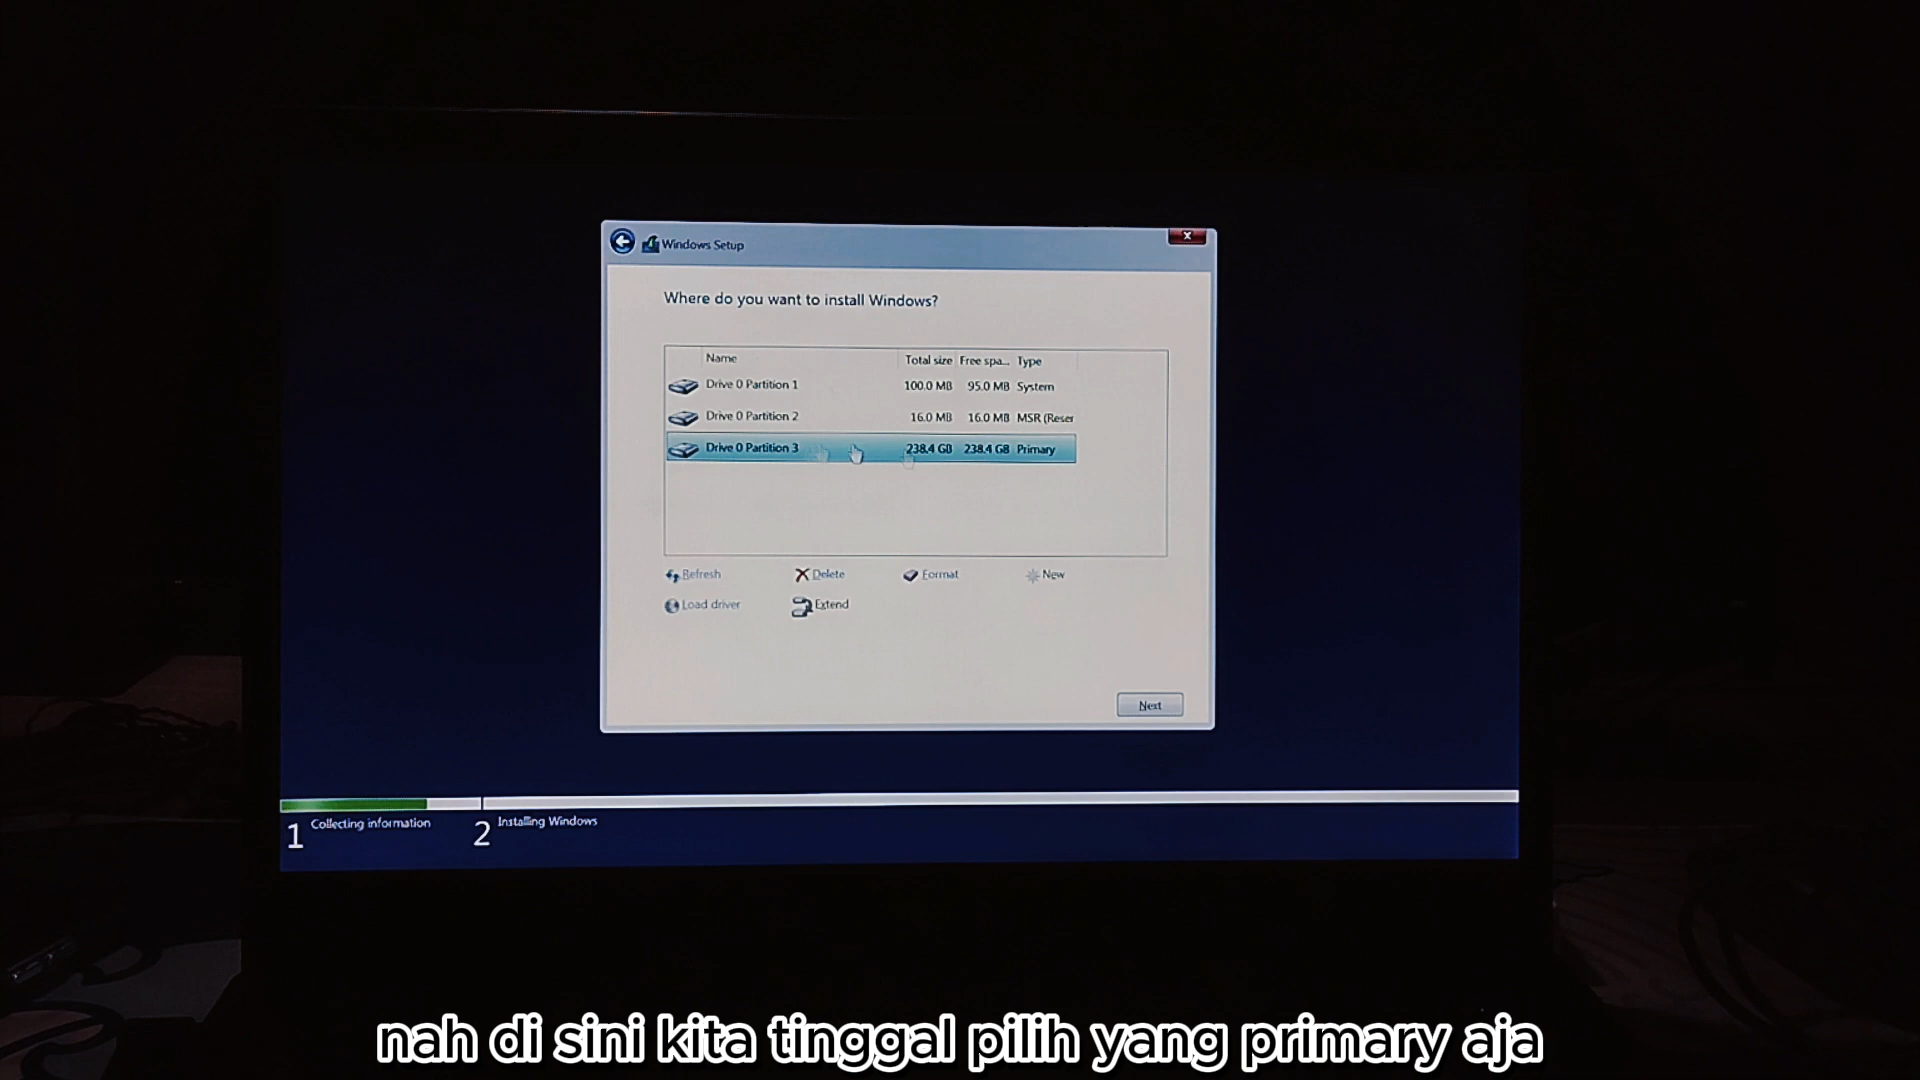 Windows Setup
x
Where do you want to install Windows?
Name Total size Free spa... Type
Drive 0 Partition 1 100.0 MB 95.0 MB System
Drive 0 Partition 2 16.0 MB 16.0 MB MSR (Reser
Drive 0 Partition 3 238.4 GB 238.4 GB Primary
Refresh Delete Format New
Load driver Extend
Next
1 Collecting information 2 Installing Windows
nah di sini kita tinggal pilih yang primary aja